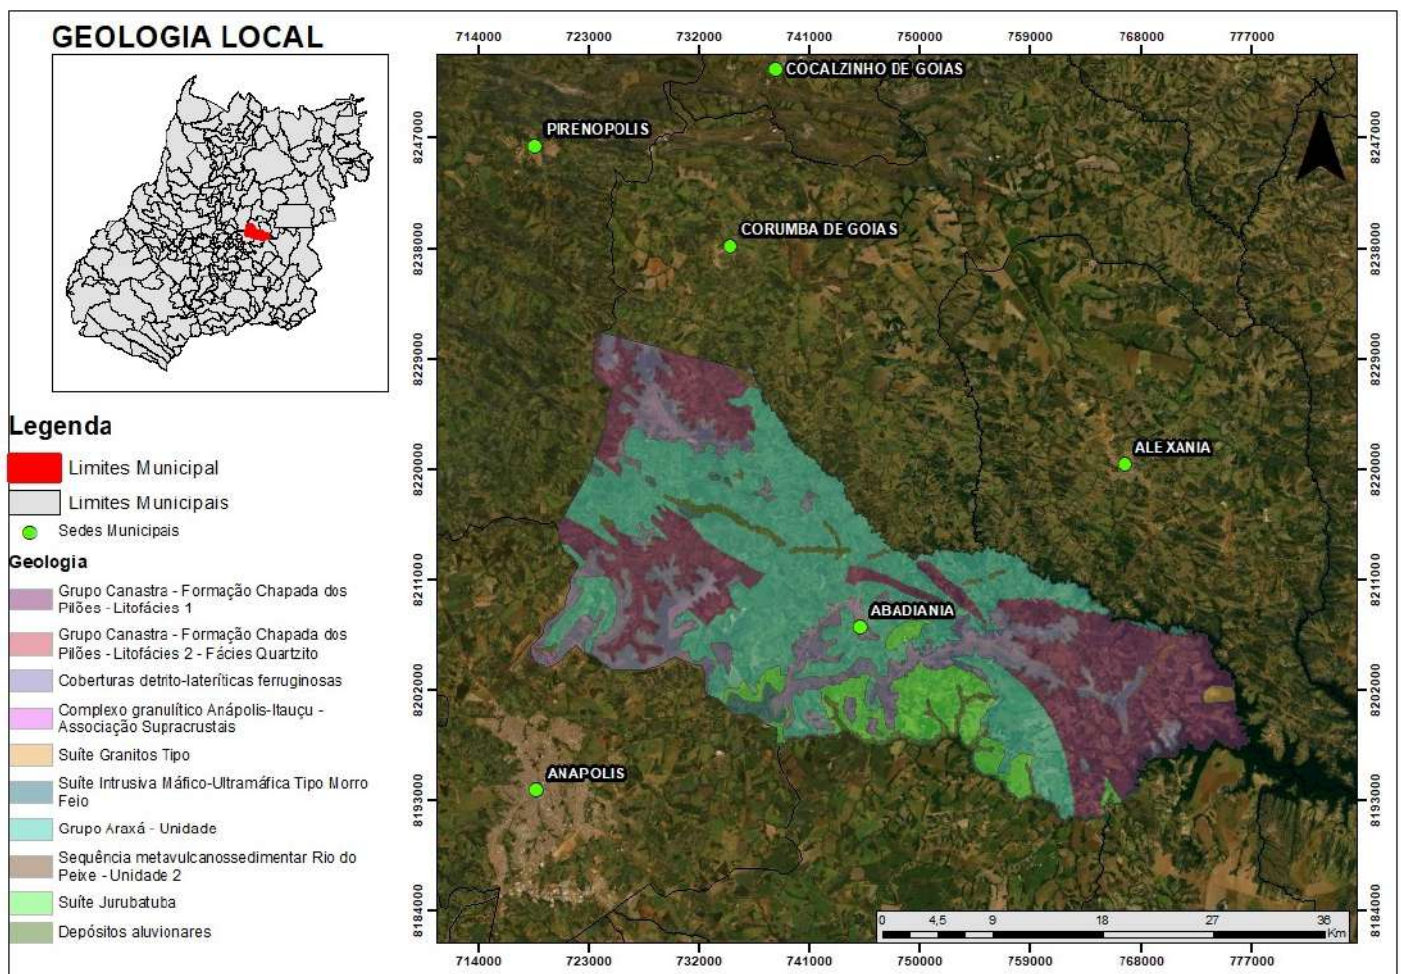 GEOLOGIA LOCAL
714000 723000 732000 741000 750000 759000 768000 777000
COCALZINHO DE GOIAS
PIRENOPOLIS
CORUMBA DE GOIAS
ALEXANIA
ABADIANIA
ANAPOLIS
8247000
8238000
8229000
8220000
8211000
8202000
8193000
8184000
8247000
8238000
8229000
8220000
8211000
8202000
8193000
8184000
Legenda
Limites Municipal
Limites Municipais
Sedes Municipais
Geologia
Grupo Canastra - Formação Chapada dos
Pilões - Litofácies 1
Grupo Canastra - Formação Chapada dos
Pilões - Litofácies 2 - Fácies Quartzito
Coberturas detrito-lateríticas ferruginosas
Complexo granulítico Anápolis-Itauçu -
Associação Supracrustais
Suíte Granitos Tipo
Suíte Intrusiva Máfico-Ultramáfica Tipo Morro
Feio
Grupo Araxá - Unidade
Sequência metavulcanossedimentar Rio do
Peixe - Unidade 2
Suíte Jurubatuba
Depósitos aluvionares
0 4,5 9 18 27 36
Km
714000 723000 732000 741000 750000 759000 768000 777000